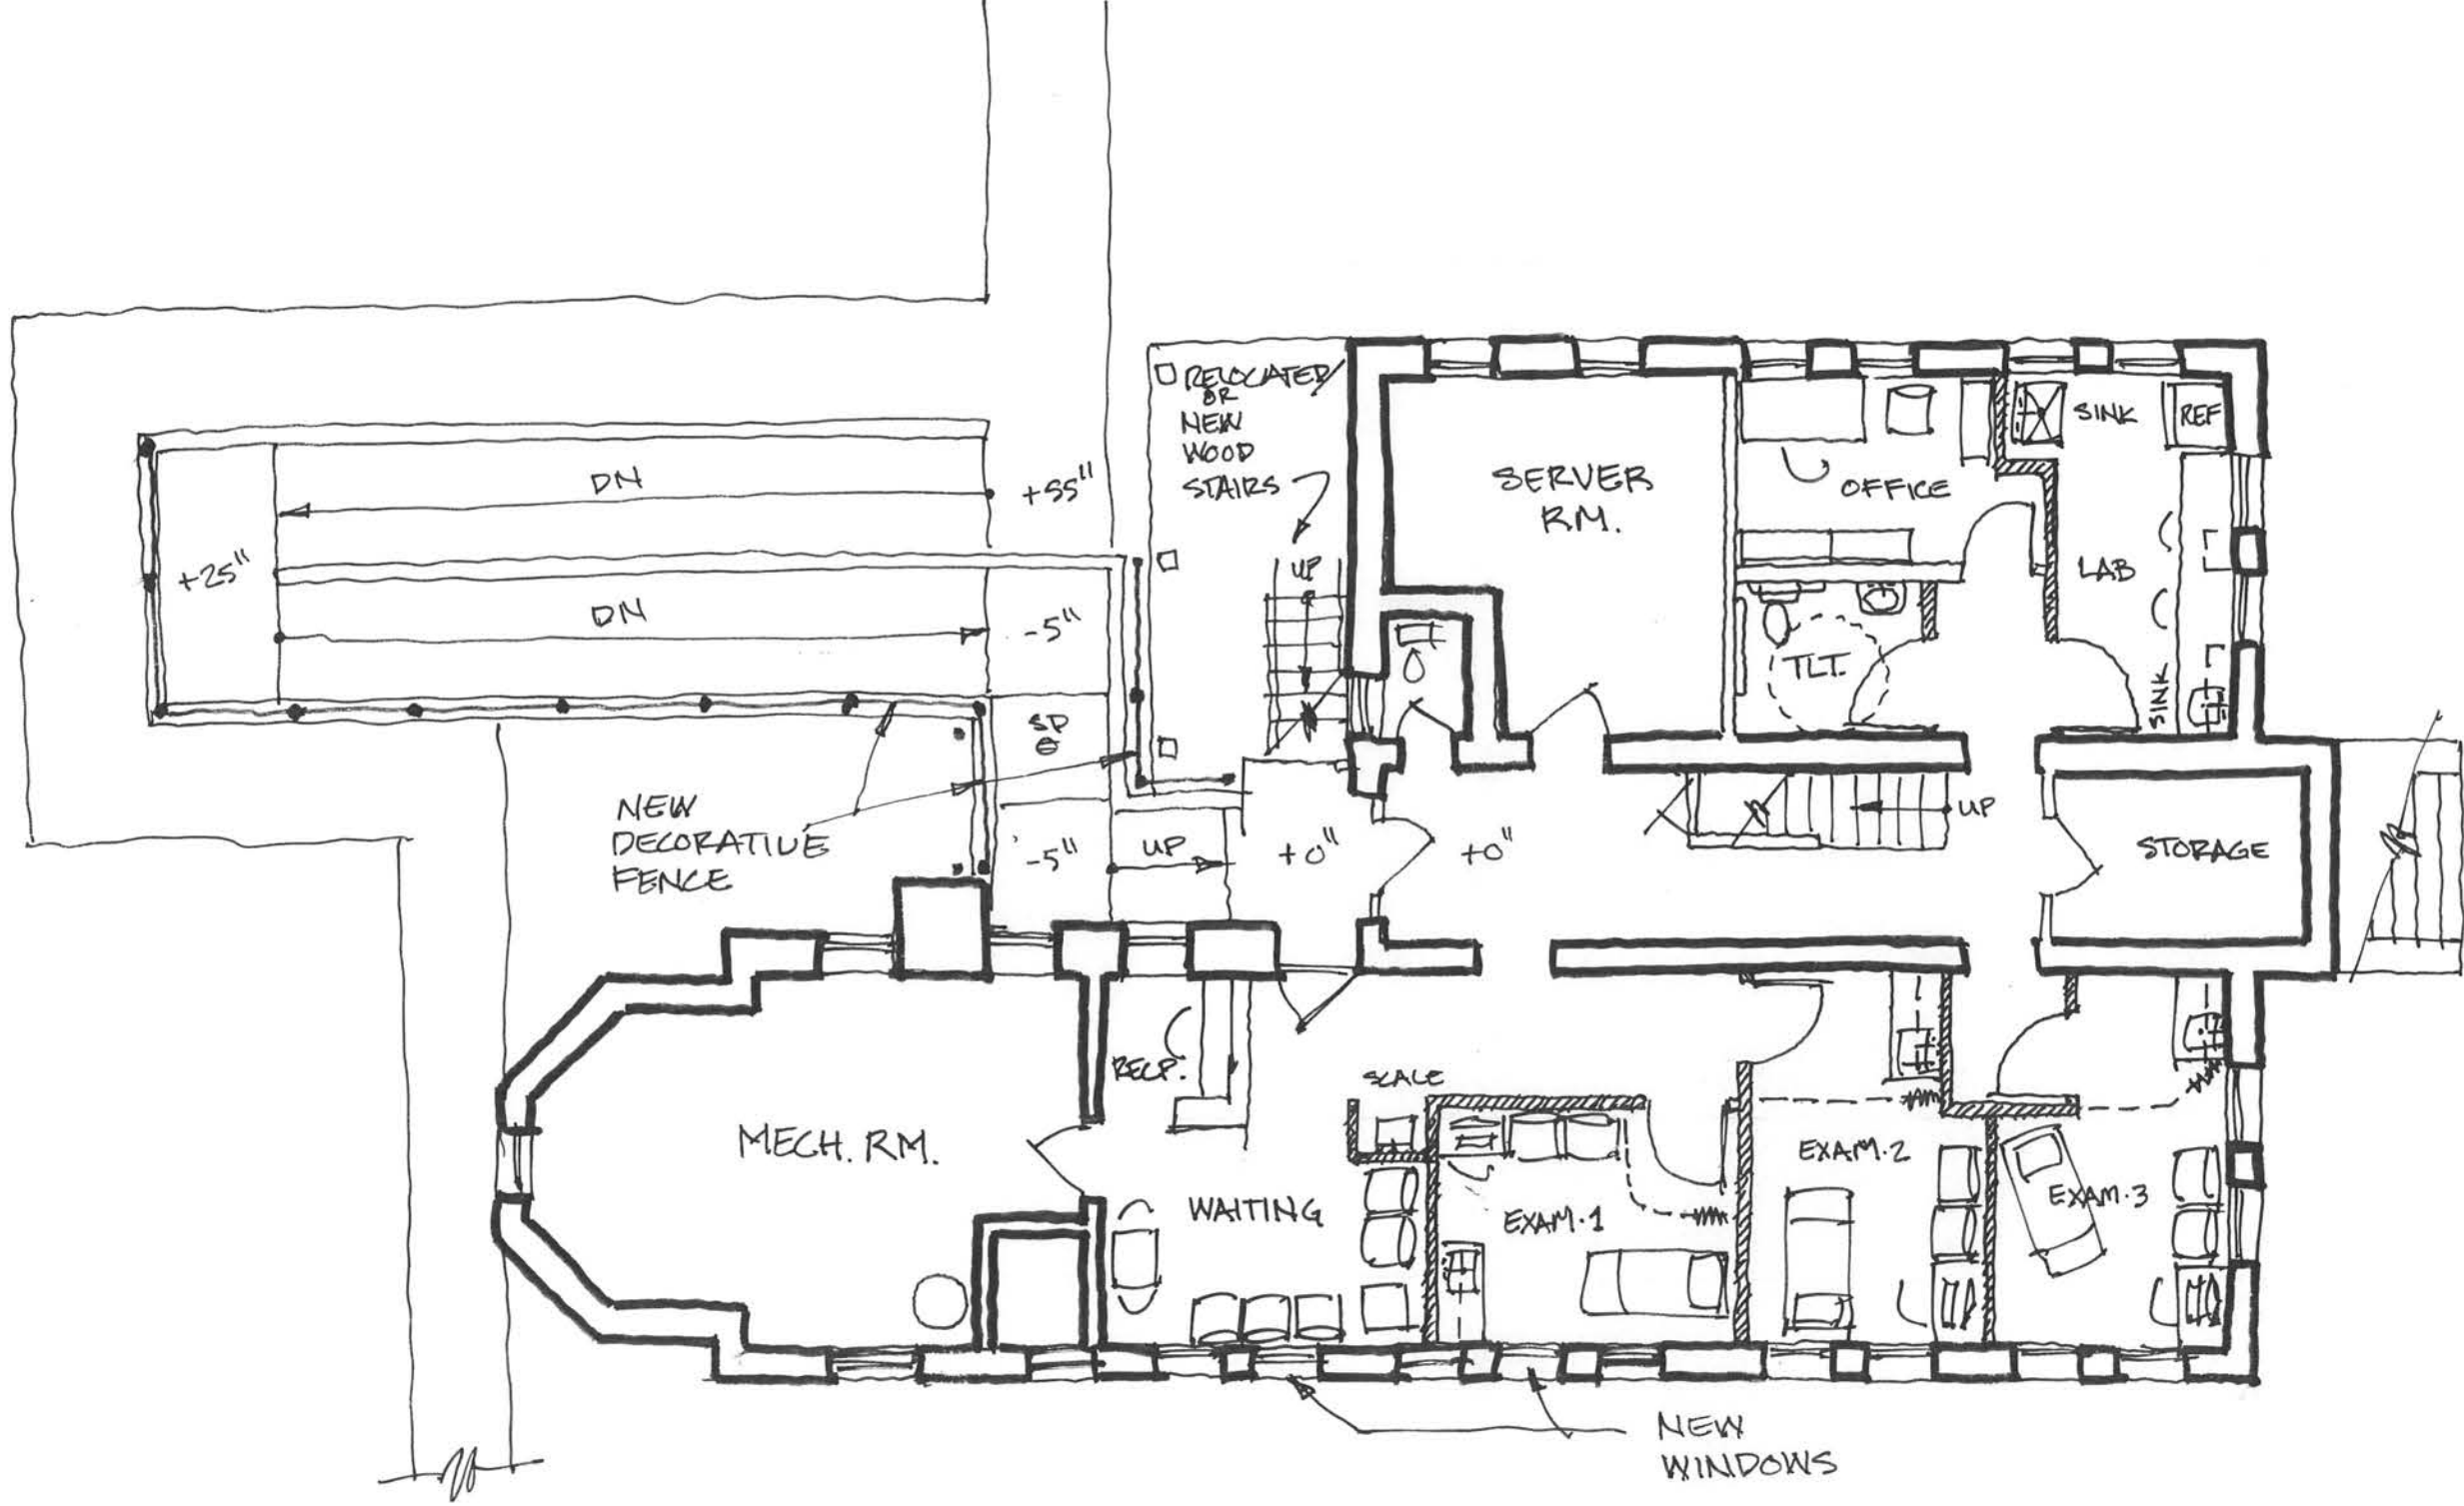 RELOCATED
OR
NEW
WOOD
STAIRS
UP
SERVER
RM.
OFFICE
SINK
REF
LAB
SINK
TLT.
DN
+55"
+25"
DN
-5"
SP
NEW
DECORATIVE
FENCE
-5"
UP
+0"
+0"
UP
STORAGE
MECH. RM.
RECP.
SCALE
WAITING
EXAM.1
EXAM.2
EXAM.3
NEW
WINDOWS